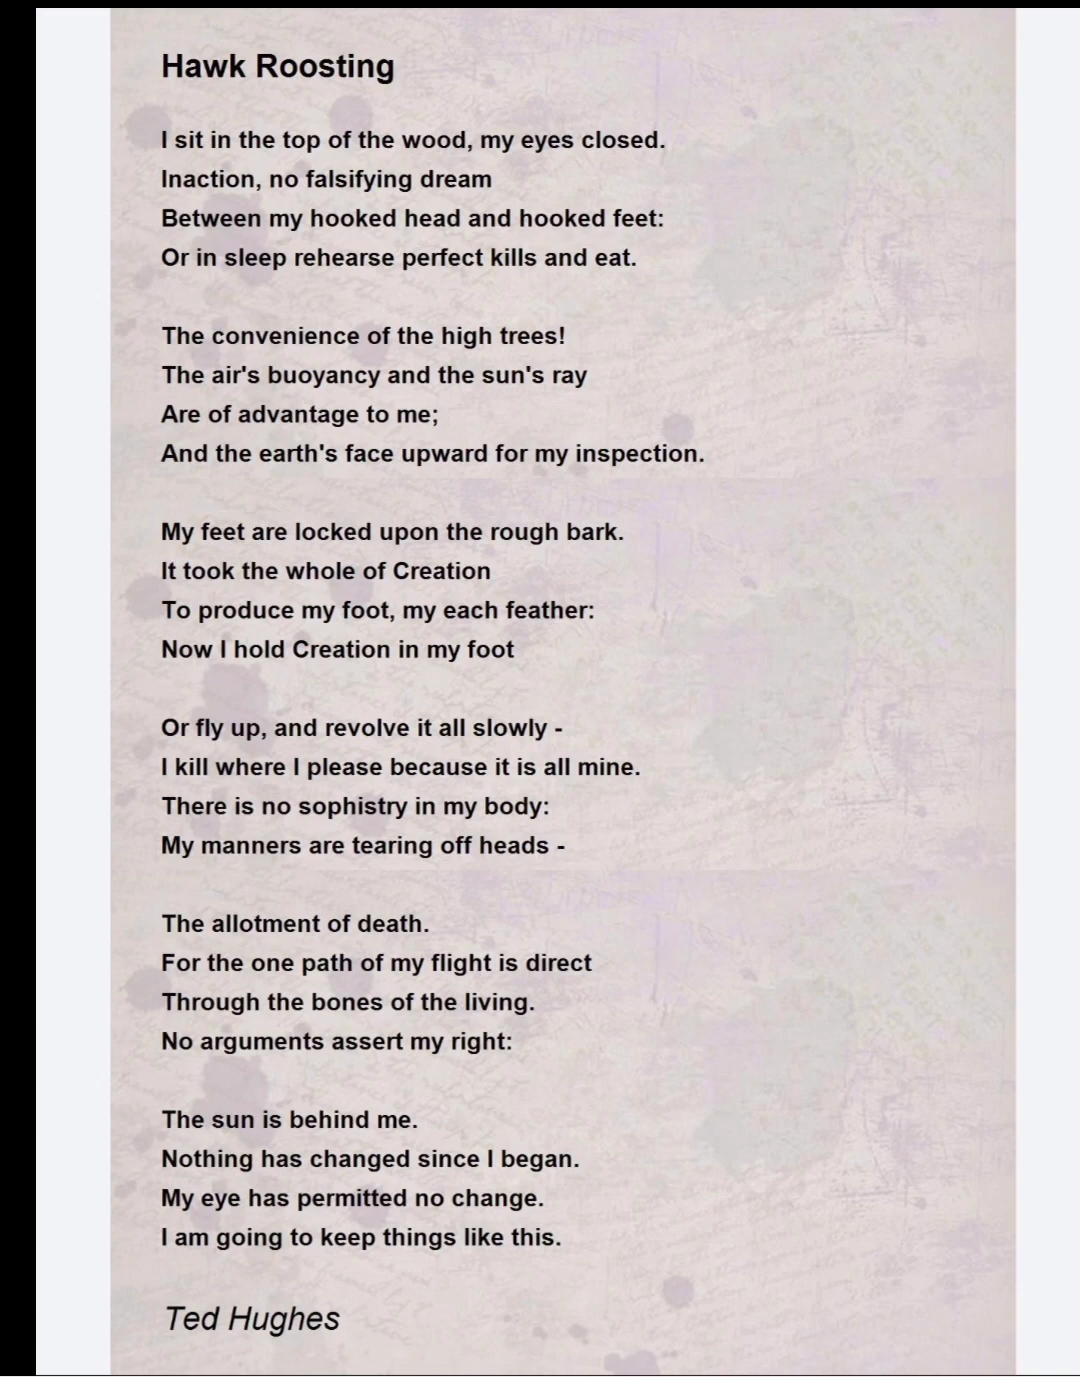 Hawk Roosting
I sit in the top of the wood, my eyes closed.
Inaction, no falsifying dream
Between my hooked head and hooked feet:
Or in sleep rehearse perfect kills and eat.
The convenience of the high trees!
The air's buoyancy and the sun's ray
Are of advantage to me;
And the earth's face upward for my inspection.
My feet are locked upon the rough bark.
It took the whole of Creation
To produce my foot, my each feather:
Now I hold Creation in my foot
Or fly up, and revolve it all slowly -
I kill where I please because it is all mine.
There is no sophistry in my body:
My manners are tearing off heads -
The allotment of death.
For the one path of my flight is direct
Through the bones of the living.
No arguments assert my right:
The sun is behind me.
Nothing has changed since I began.
My eye has permitted no change.
I am going to keep things like this.
Ted Hughes